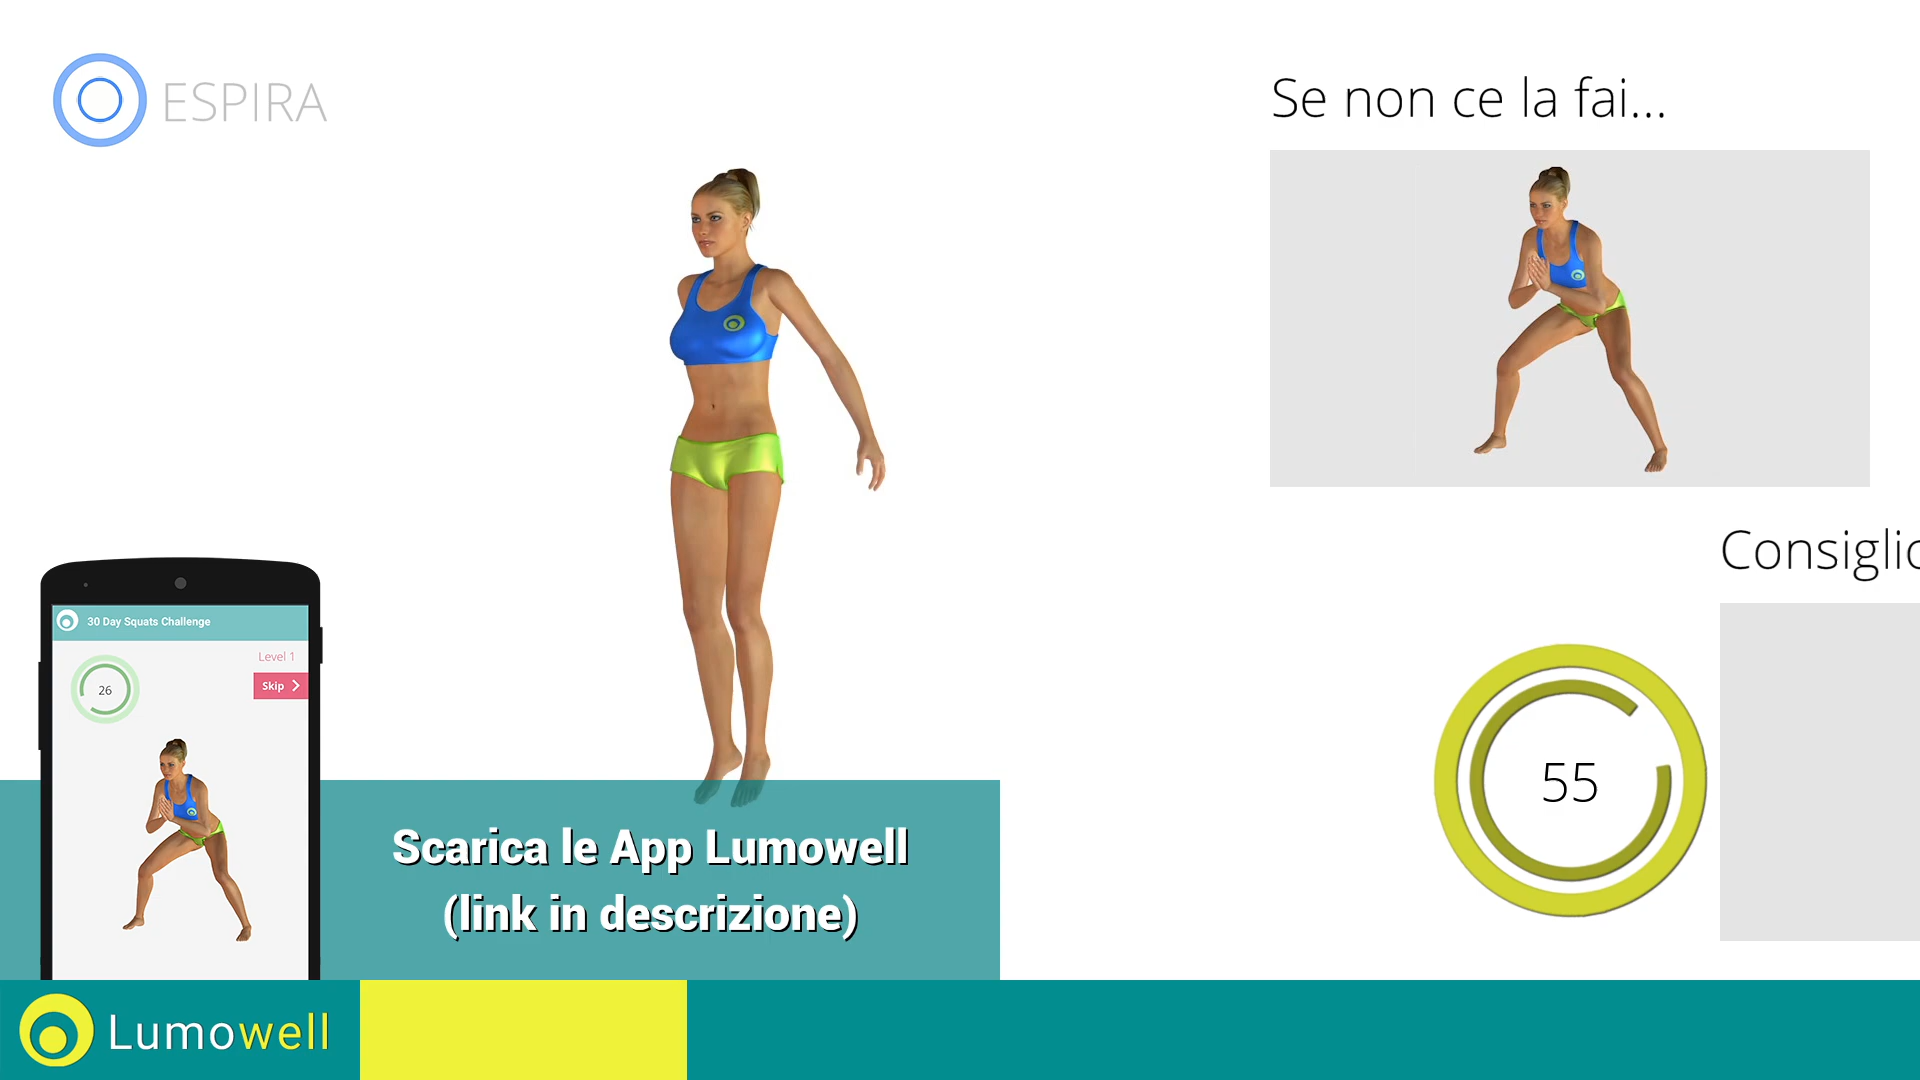 ESPIRA
Se non ce la fai...
Consiglio
30 Day Squats Challenge
Level 1
26
Skip
55
Scarica le App Lumowell
(link in descrizione)
Lumowell